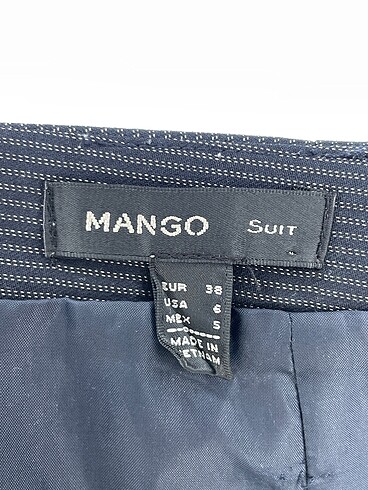 MANGO SUIT
EUR 38
USA 6
MEX 5
MADE IN
VIETNAM